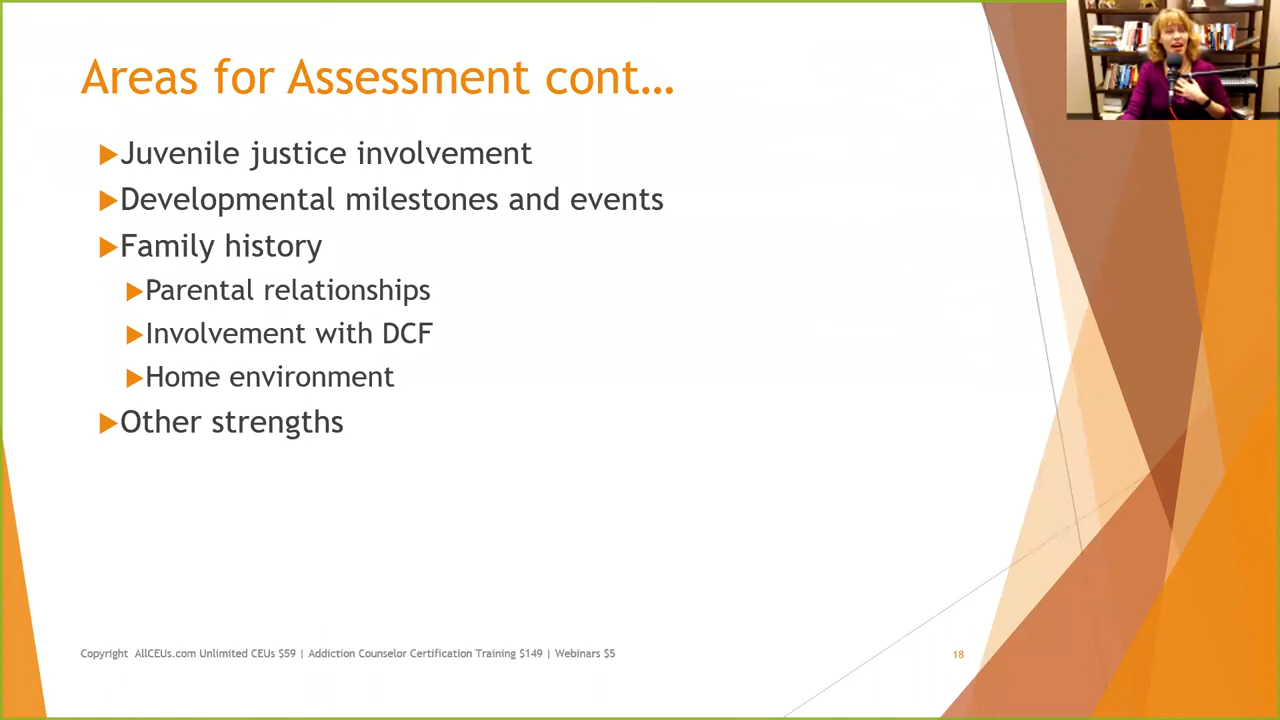 Areas for Assessment cont…
Juvenile justice involvement
Developmental milestones and events
Family history
Parental relationships
Involvement with DCF
Home environment
Other strengths
Copyright AllCEUs.com Unlimited CEUs $59 | Addiction Counselor Certification Training $149 | Webinars $5
18